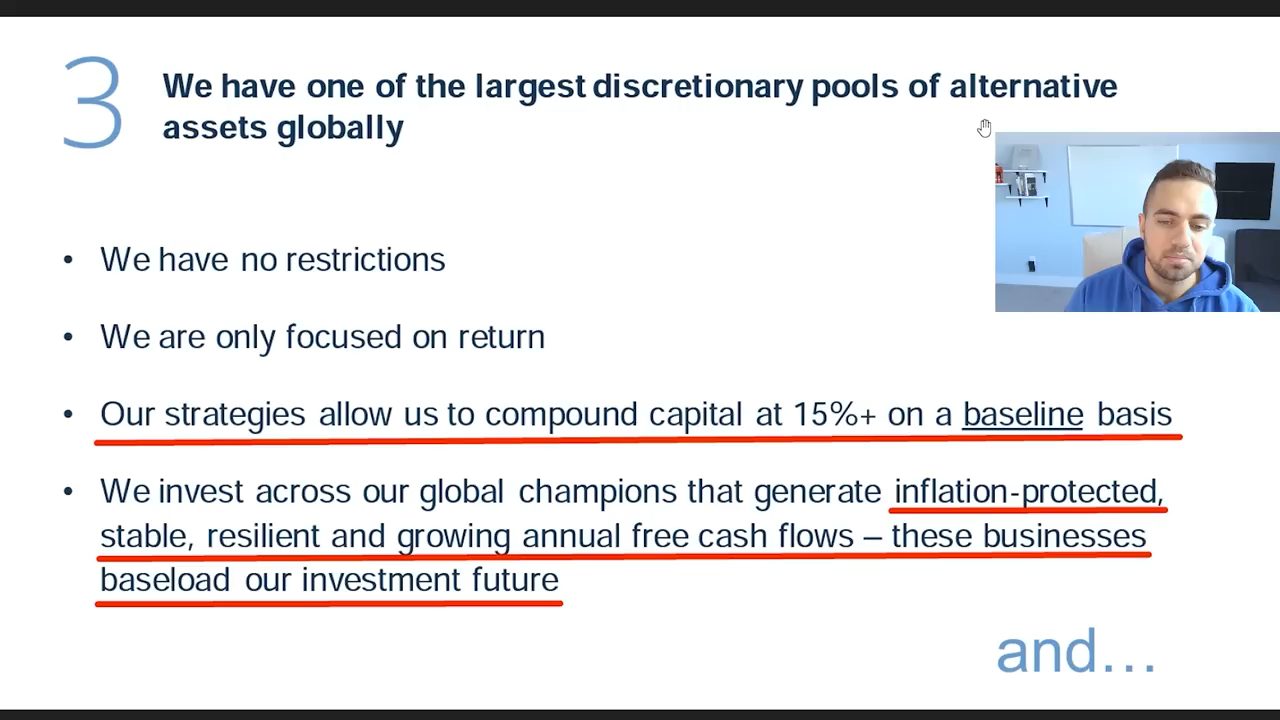 3
We have one of the largest discretionary pools of alternative
assets globally
• We have no restrictions
• We are only focused on return
• Our strategies allow us to compound capital at 15%+ on a baseline basis
• We invest across our global champions that generate inflation-protected,
stable, resilient and growing annual free cash flows – these businesses
baseload our investment future
and…